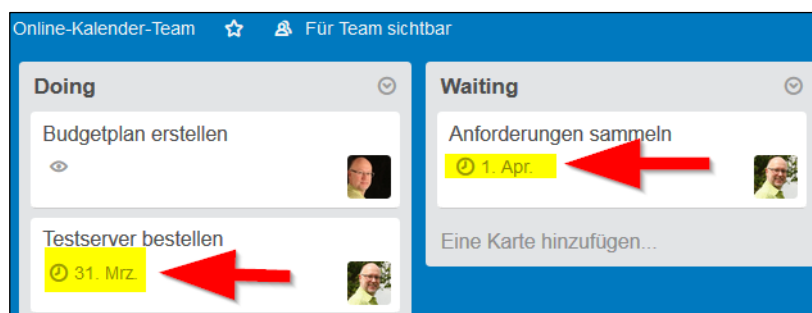 Online-Kalender-Team Für Team sichtbar
Doing
Budgetplan erstellen
Testserver bestellen
31. Mrz.
Waiting
Anforderungen sammeln
1. Apr.
Eine Karte hinzufügen...